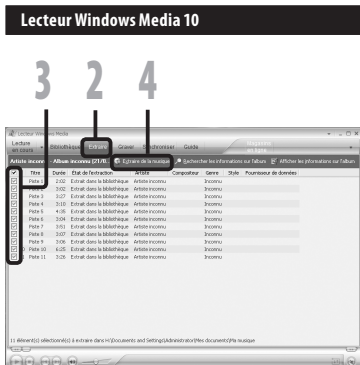 Lecteur Windows Media 10
3 2 4
Lecteur Windows Media
Lecture en cours Bibliothèque Extraire Graver Synchroniser Guide Magasins en ligne
Artiste inconnu - Album inconnu (21/0... Extraire de la musique Rechercher les informations sur l'album Afficher les informations sur l'album
Titre Durée État de l'extraction Artiste Compositeur Genre Style Fournisseur de données
Piste 1 2:02 Extrait dans la bibliothèque Artiste inconnu Inconnu
Piste 2 3:02 Extrait dans la bibliothèque Artiste inconnu Inconnu
Piste 3 3:27 Extrait dans la bibliothèque Artiste inconnu Inconnu
Piste 4 3:10 Extrait dans la bibliothèque Artiste inconnu Inconnu
Piste 5 4:35 Extrait dans la bibliothèque Artiste inconnu Inconnu
Piste 6 3:04 Extrait dans la bibliothèque Artiste inconnu Inconnu
Piste 7 3:51 Extrait dans la bibliothèque Artiste inconnu Inconnu
Piste 8 3:07 Extrait dans la bibliothèque Artiste inconnu Inconnu
Piste 9 3:06 Extrait dans la bibliothèque Artiste inconnu Inconnu
Piste 10 6:25 Extrait dans la bibliothèque Artiste inconnu Inconnu
Piste 11 3:26 Extrait dans la bibliothèque Artiste inconnu Inconnu
11 élément(s) sélectionné(s) à extraire dans H:\Documents and Settings\Administrator\Mes documents\Ma musique